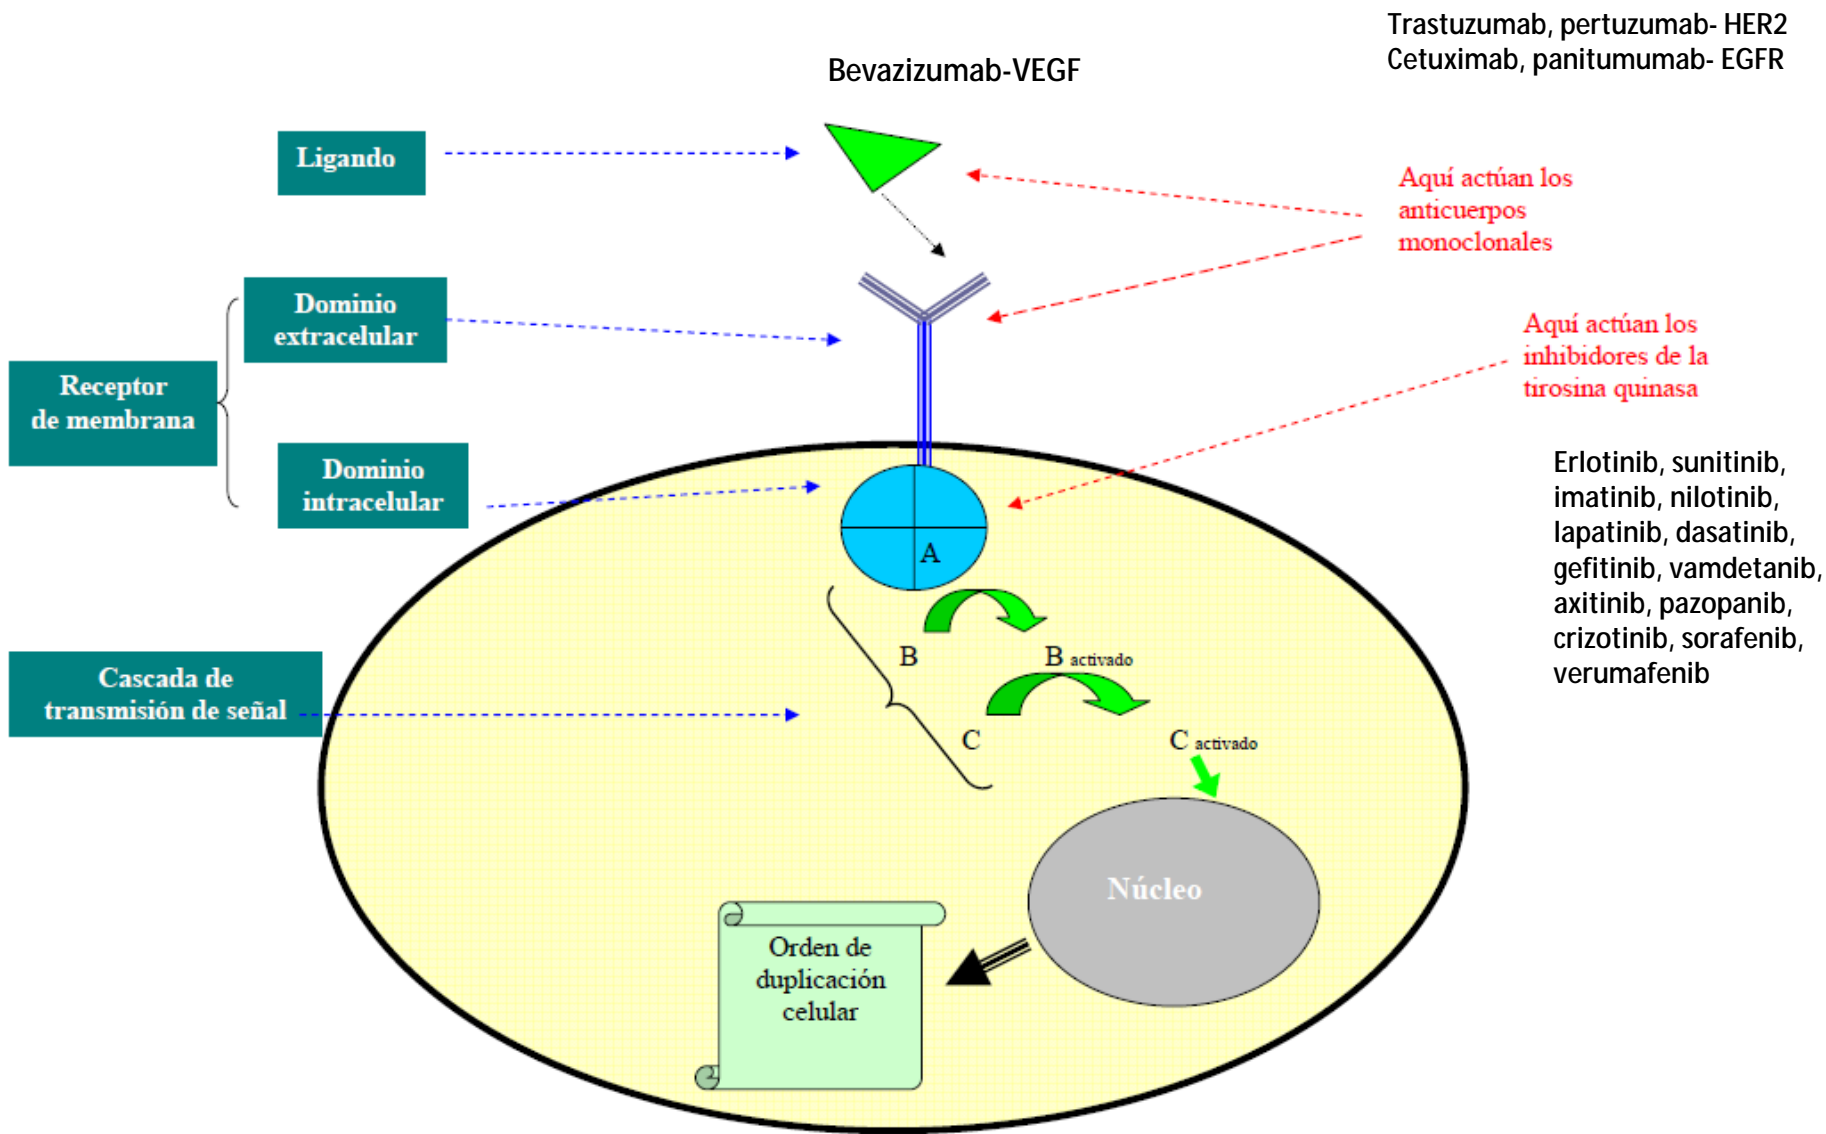 Trastuzumab, pertuzumab- HER2
Cetuximab, panitumumab- EGFR
Bevazizumab-VEGF
Ligando
Aquí actúan los
anticuerpos
monoclonales
Dominio
extracelular
Receptor
de membrana
Dominio
intracelular
Aquí actúan los
inhibidores de la
tirosina quinasa
Erlotinib, sunitinib,
imatinib, nilotinib,
lapatinib, dasatinib,
gefitinib, vamdetanib,
axitinib, pazopanib,
crizotinib, sorafenib,
verumafenib
A
B
B activado
Cascada de
transmisión de señal
C
C activado
Núcleo
Orden de
duplicación
celular